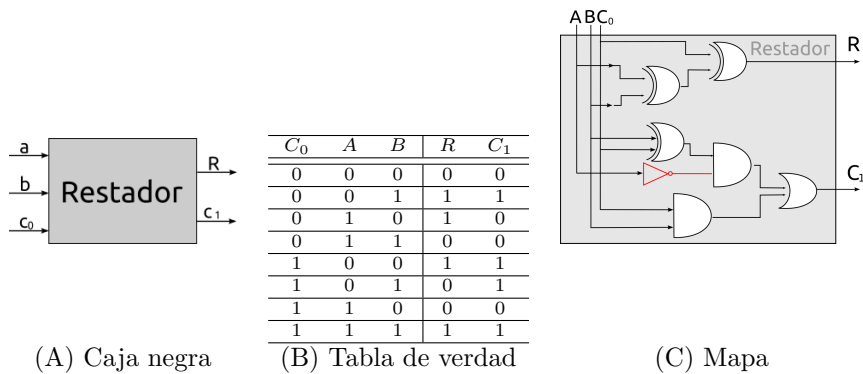 a
b
c₀
Restador
R
c₁
(A) Caja negra
C₀ A B R C₁
0 0 0 0 0
0 0 1 1 1
0 1 0 1 0
0 1 1 0 0
1 0 0 1 1
1 0 1 0 1
1 1 0 0 0
1 1 1 1 1
(B) Tabla de verdad
A B C₀
Restador
R
C₁
(C) Mapa